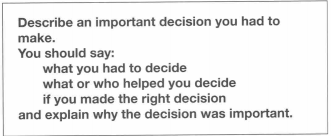 Describe an important decision you had to
make.
You should say:
what you had to decide
what or who helped you decide
if you made the right decision
and explain why the decision was important.